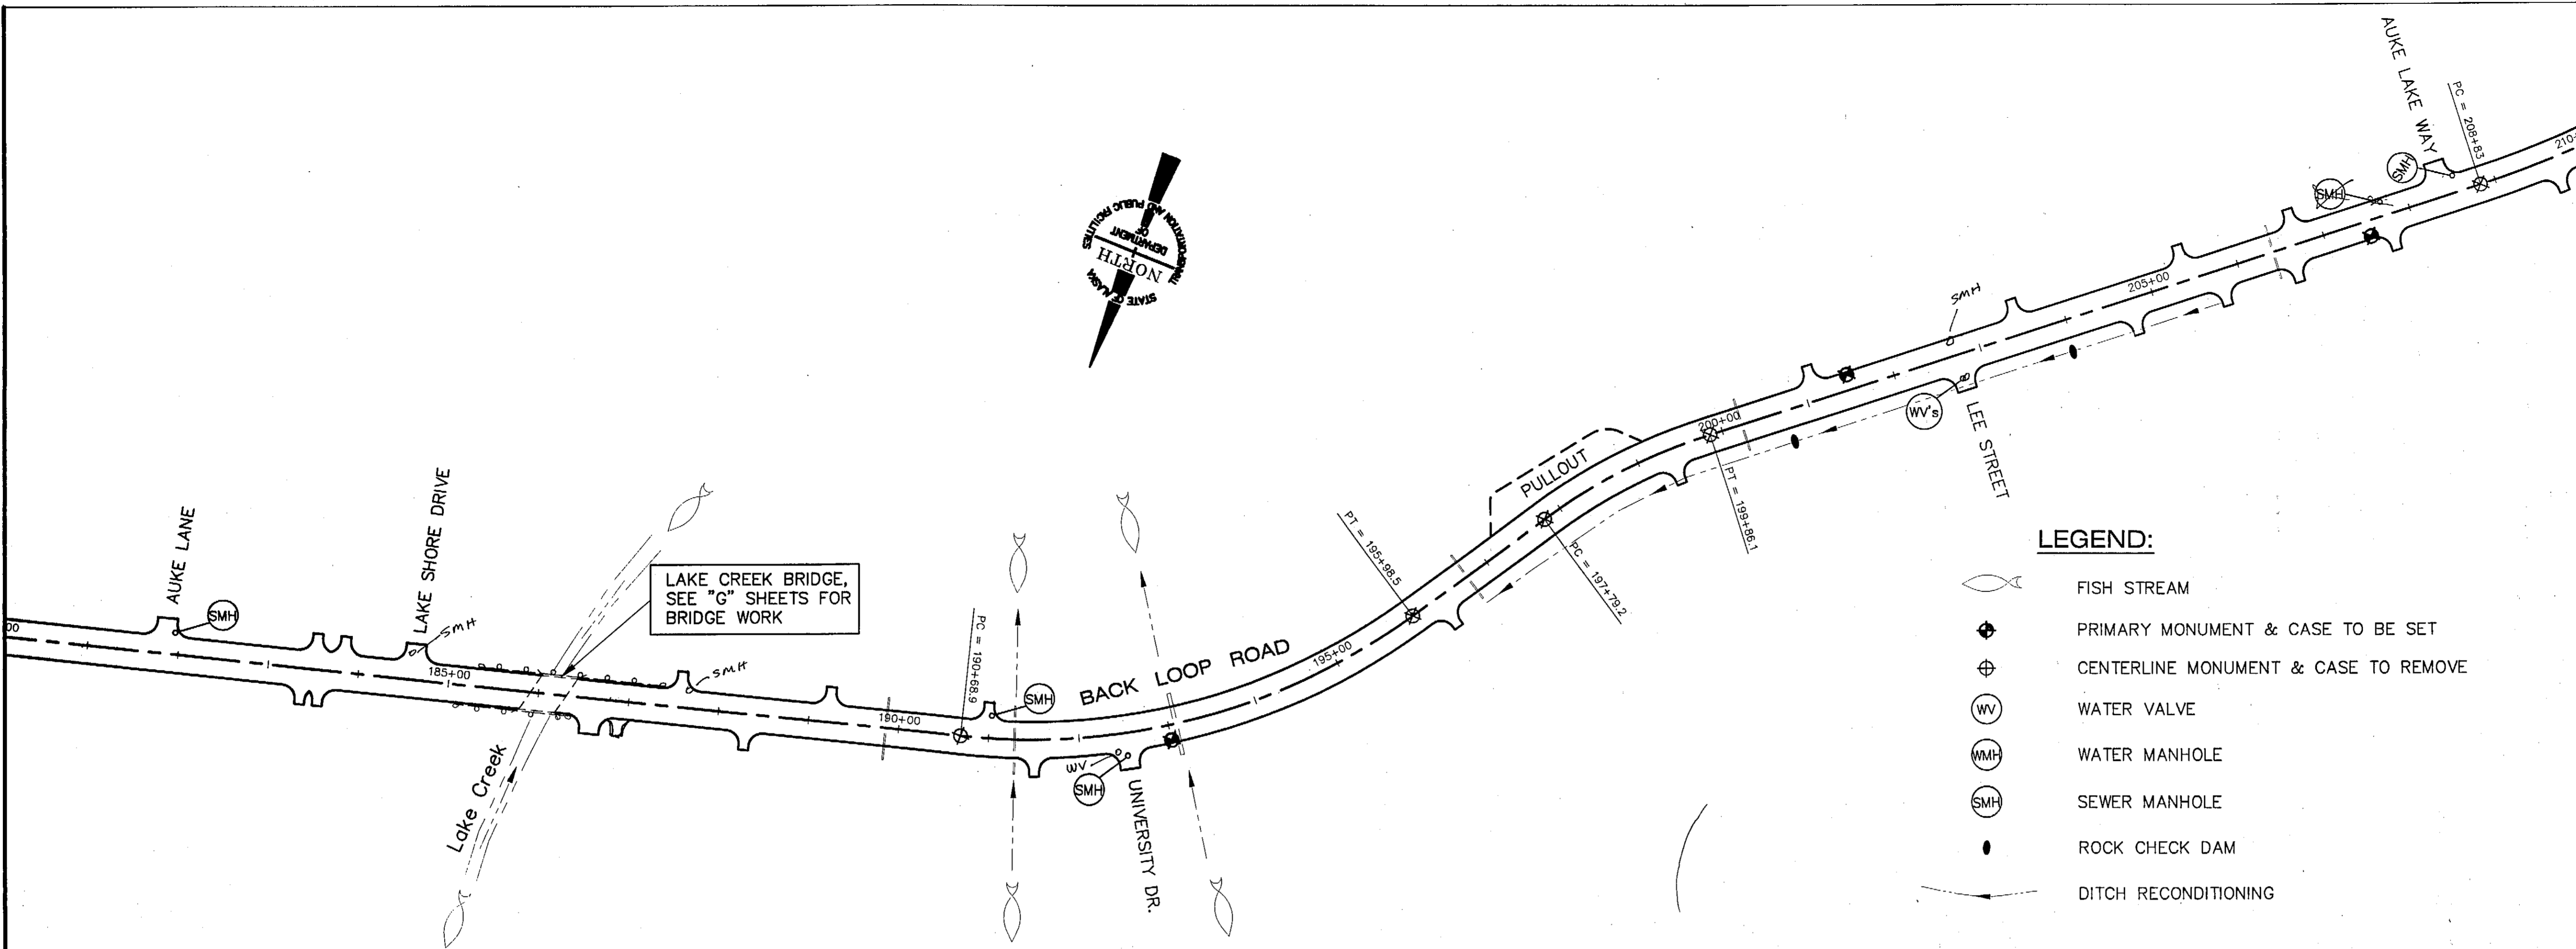 AUKE LAKE WAY
PC = 208+83
210+
SMH
SMH
STATE OF ALASKA
DEPARTMENT
OF
TRANSPORTATION AND PUBLIC FACILITIES
NORTH
205+00
SMH
200+00
WV's
LEE STREET
PULLOUT
PT = 199+86.1
PT = 195+98.5
PC = 197+79.2
AUKE LANE
SMH
LAKE SHORE DRIVE
SMH
LAKE CREEK BRIDGE,
SEE "G" SHEETS FOR
BRIDGE WORK
00
185+00
SMH
Lake Creek
190+00
PC = 190+68.9
SMH
BACK LOOP ROAD
195+00
WV
SMH
UNIVERSITY DR.
LEGEND:
FISH STREAM
PRIMARY MONUMENT & CASE TO BE SET
CENTERLINE MONUMENT & CASE TO REMOVE
WV WATER VALVE
WMH WATER MANHOLE
SMH SEWER MANHOLE
ROCK CHECK DAM
DITCH RECONDITIONING